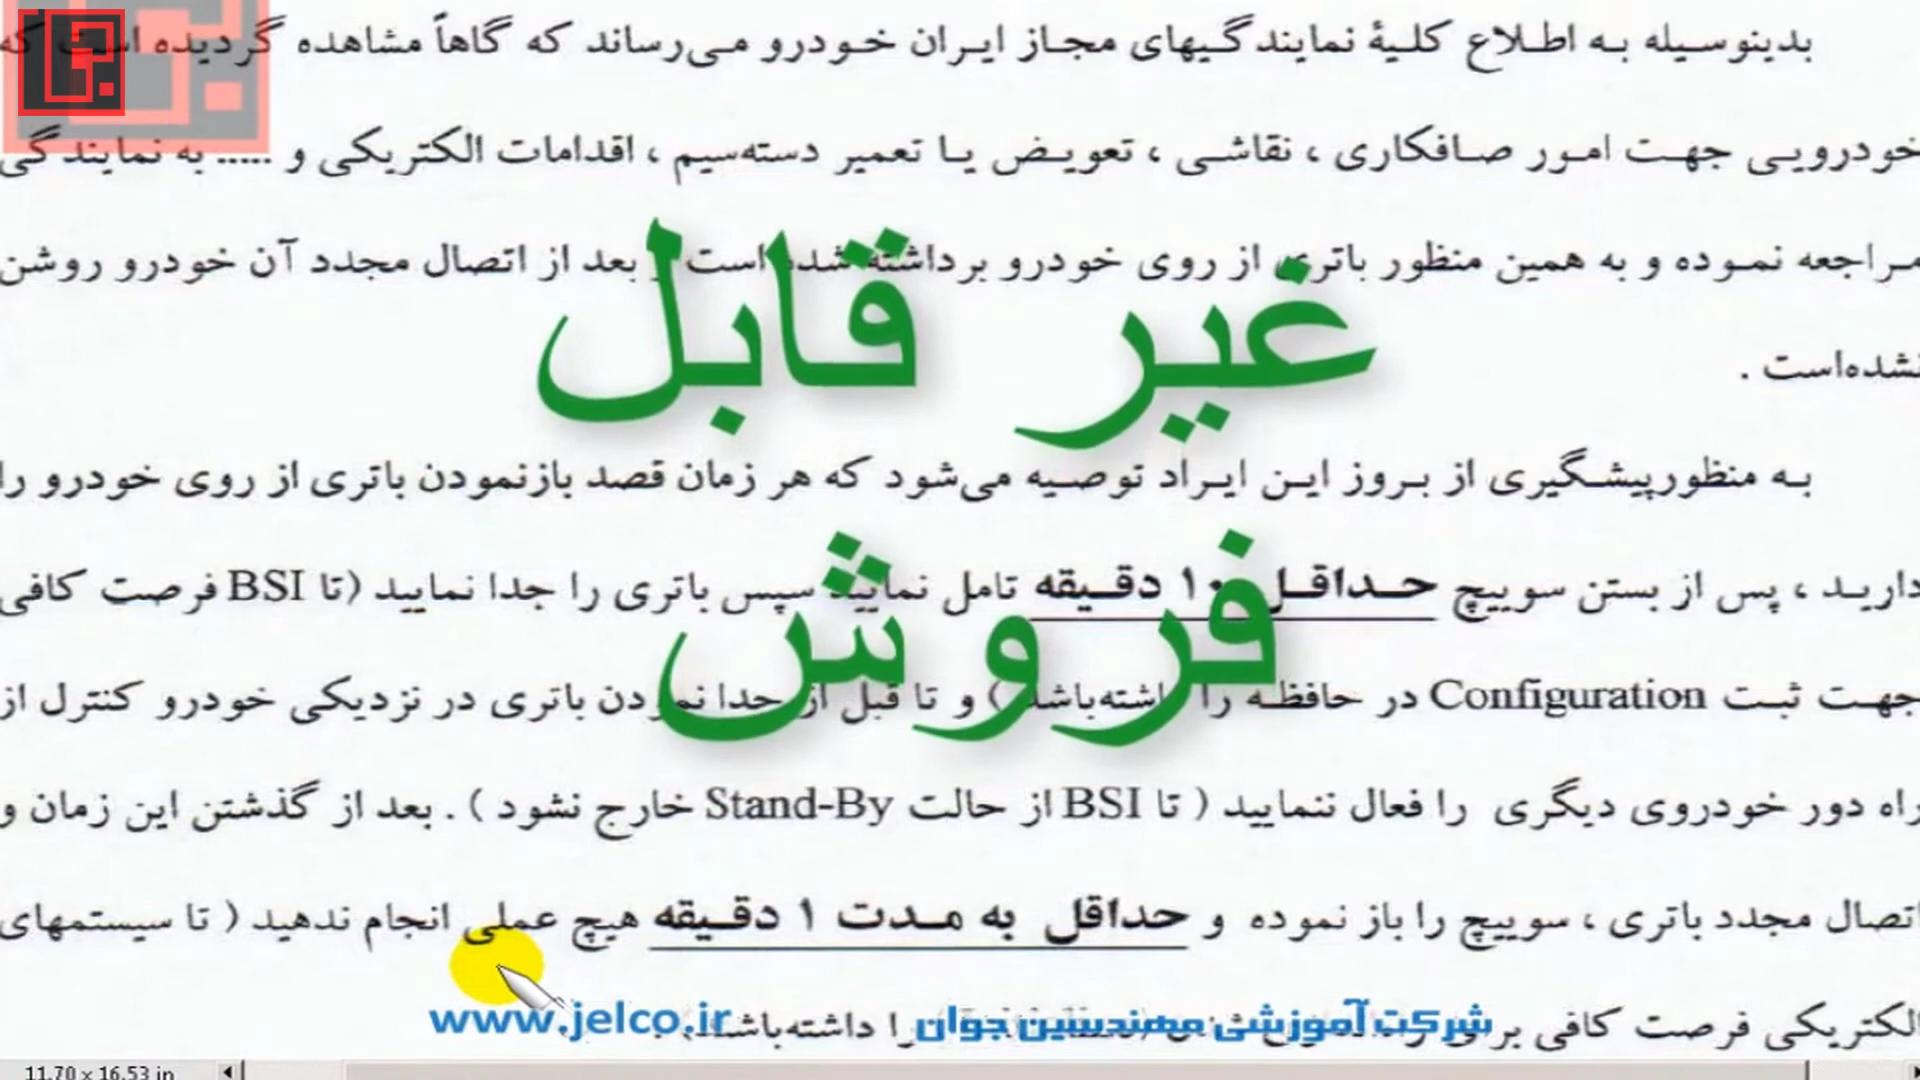 بدینوسیله به اطلاع کلیهٔ نمایندگیهای مجاز ایران خودرو می‌رساند که گاهاً مشاهده گردیده است که
خودرویی جهت امور صافکاری ، نقاشی ، تعویض یا تعمیر دسته‌سیم ، اقدامات الکتریکی و ..... به نمایندگی
مراجعه نموده و به همین منظور باتری از روی خودرو برداشته شده است و بعد از اتصال مجدد آن خودرو روشن
نشده‌است .
غیر قابل
به منظورپیشگیری از بروز این ایراد توصیه می‌شود که هر زمان قصد بازنمودن باتری از روی خودرو را
دارید ، پس از بستن سوییچ حداقل ۱۰ دقیقه تامل نمایید سپس باتری را جدا نمایید (تا BSI فرصت کافی
فروش
جهت ثبت Configuration در حافظه را داشته‌باشد ) و تا قبل از جدا نمودن باتری در نزدیکی خودرو کنترل از
راه دور خودروی دیگری را فعال ننمایید ( تا BSI از حالت Stand-By خارج نشود ) . بعد از گذشتن این زمان و
اتصال مجدد باتری ، سوییچ را باز نموده و حداقل به مدت ۱ دقیقه هیچ عملی انجام ندهید ( تا سیستمهای
الکتریکی فرصت کافی را داشته‌باشند
شرکت آموزشی مهندسین جوان
www.jelco.ir
11.70 x 16.53 in